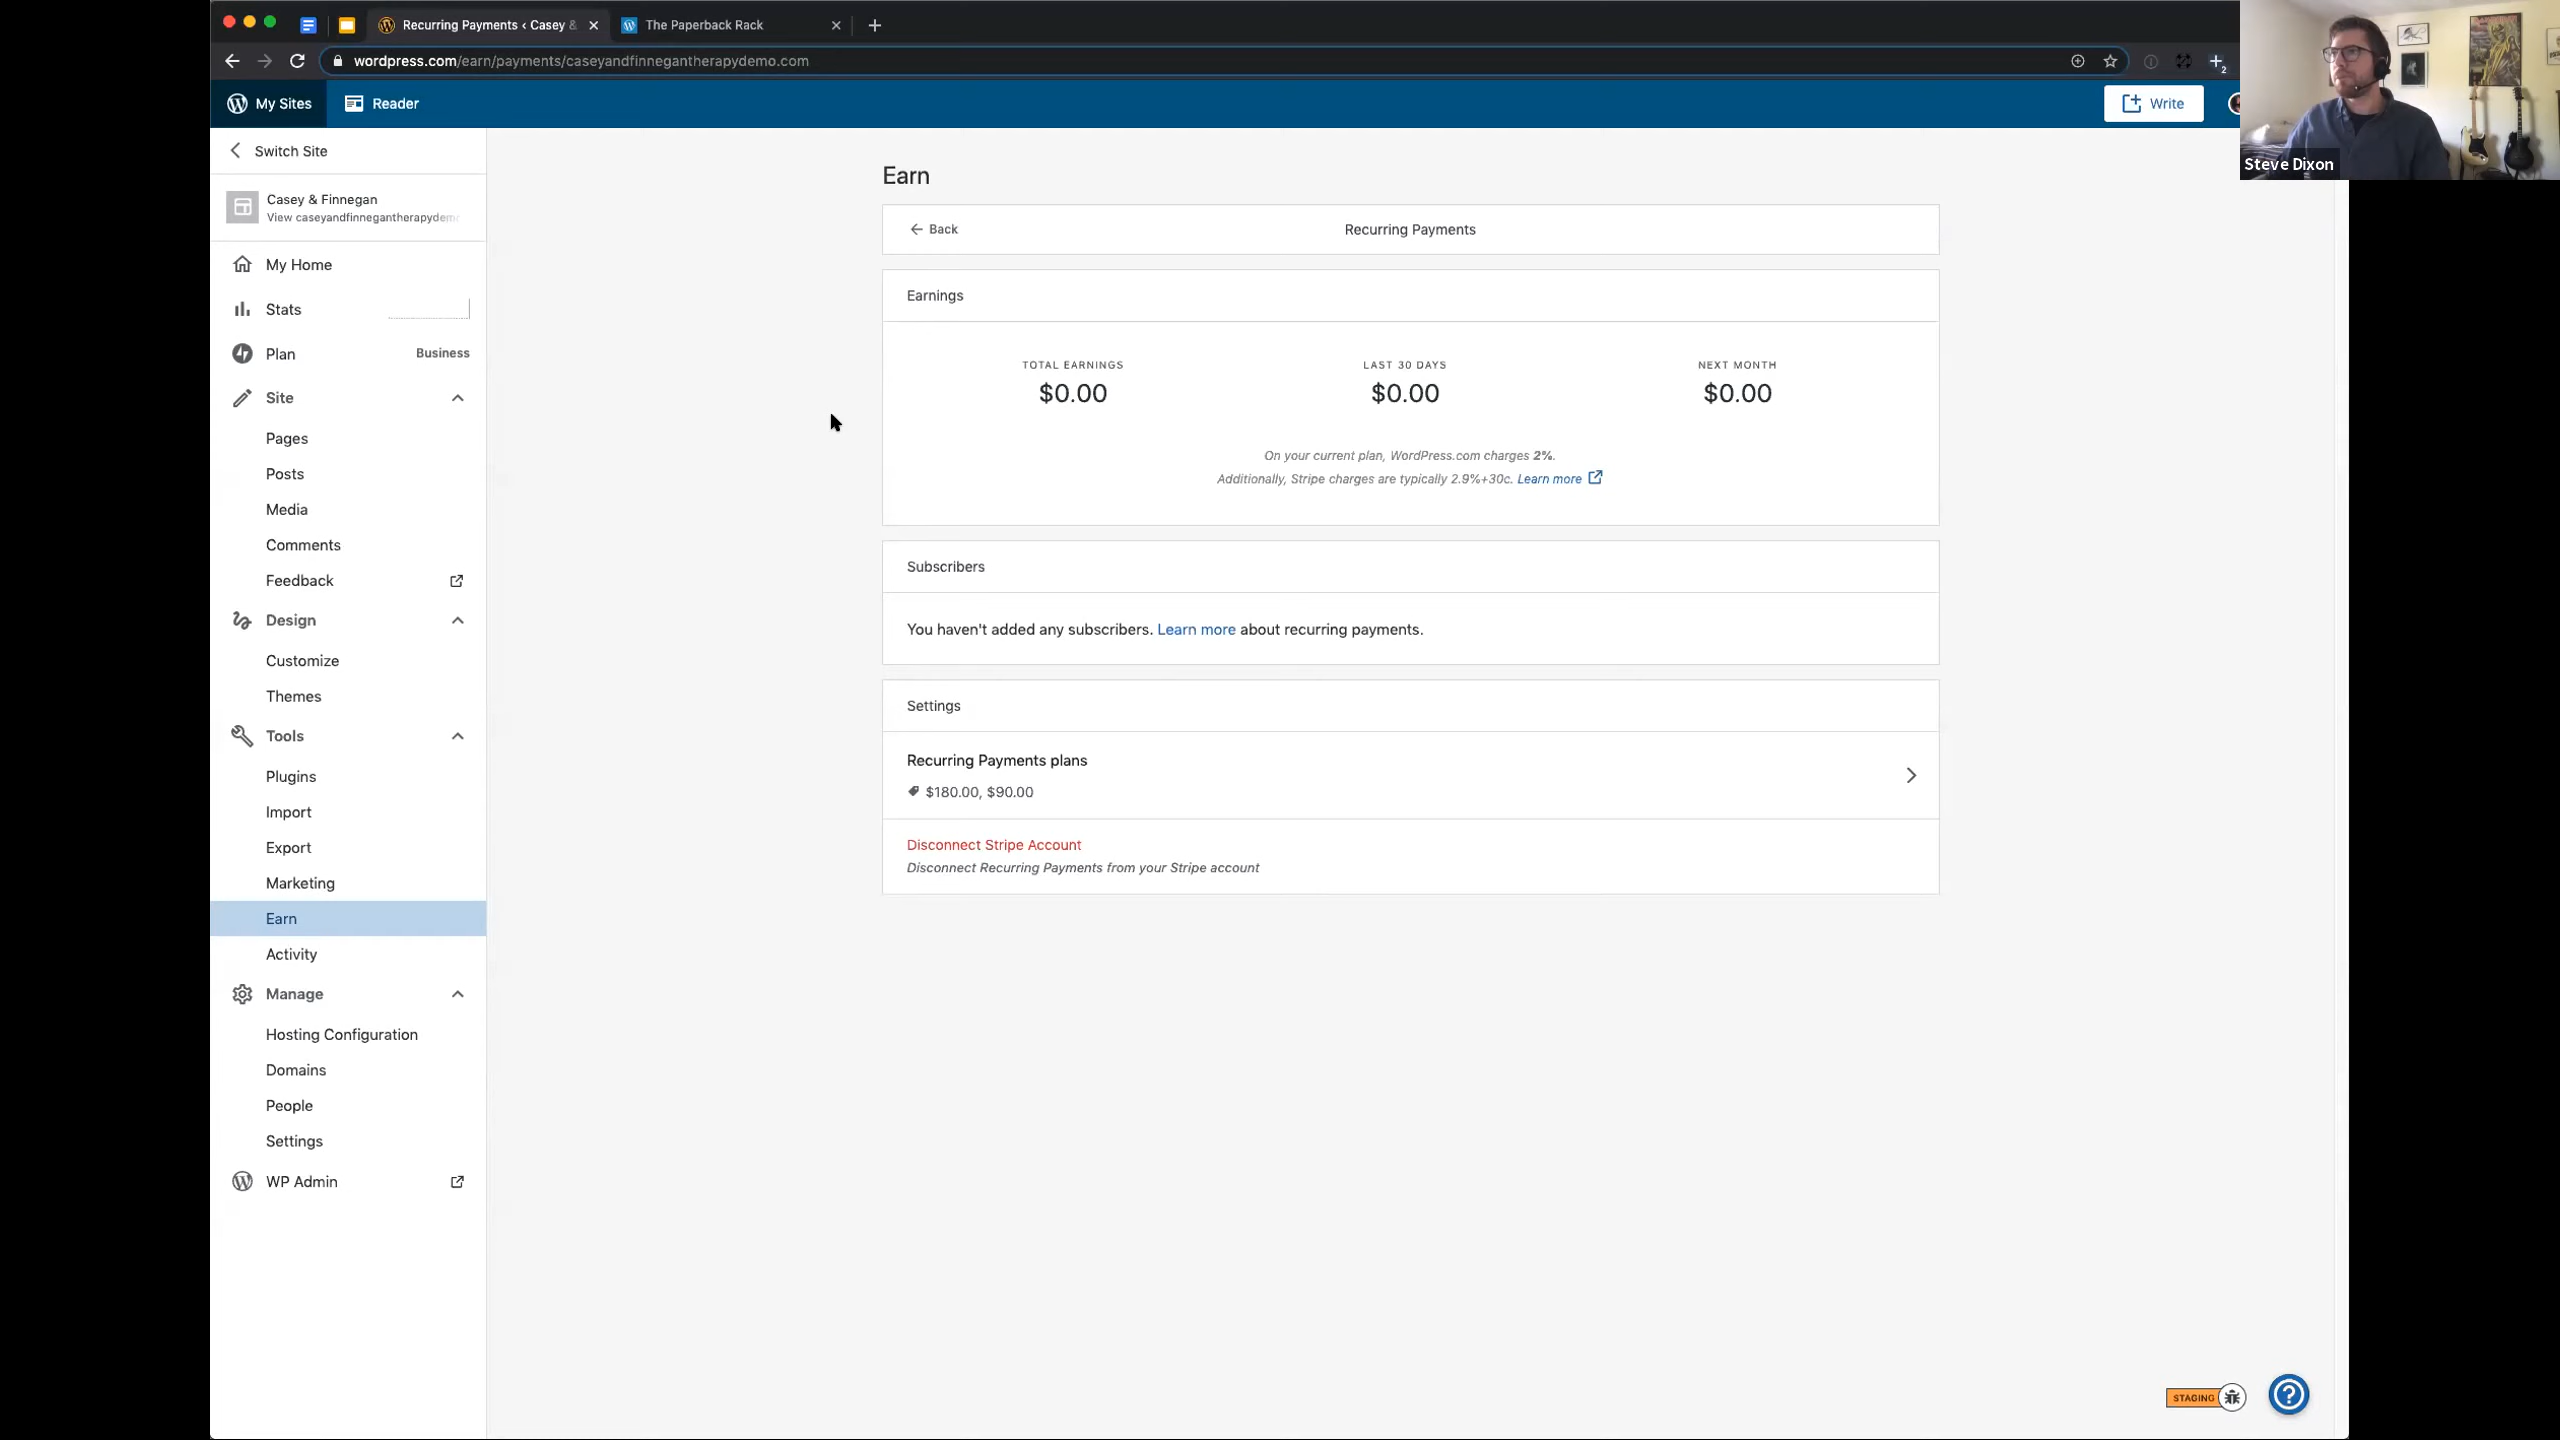 Recurring Payments ‹ Casey &
The Paperback Rack
wordpress.com/earn/payments/caseyandfinnegantherapydemo.com
2
My Sites
Reader
Write
Steve Dixon
Switch Site
Casey & Finnegan
View caseyandfinnegantherapydemo
My Home
Stats
Plan
Business
Site
Pages
Posts
Media
Comments
Feedback
Design
Customize
Themes
Tools
Plugins
Import
Export
Marketing
Earn
Activity
Manage
Hosting Configuration
Domains
People
Settings
WP Admin
Earn
Back
Recurring Payments
Earnings
TOTAL EARNINGS
$0.00
LAST 30 DAYS
$0.00
NEXT MONTH
$0.00
On your current plan, WordPress.com charges 2%.
Additionally, Stripe charges are typically 2.9%+30c. Learn more
Subscribers
You haven't added any subscribers. Learn more about recurring payments.
Settings
Recurring Payments plans
$180.00, $90.00
Disconnect Stripe Account
Disconnect Recurring Payments from your Stripe account
STAGING